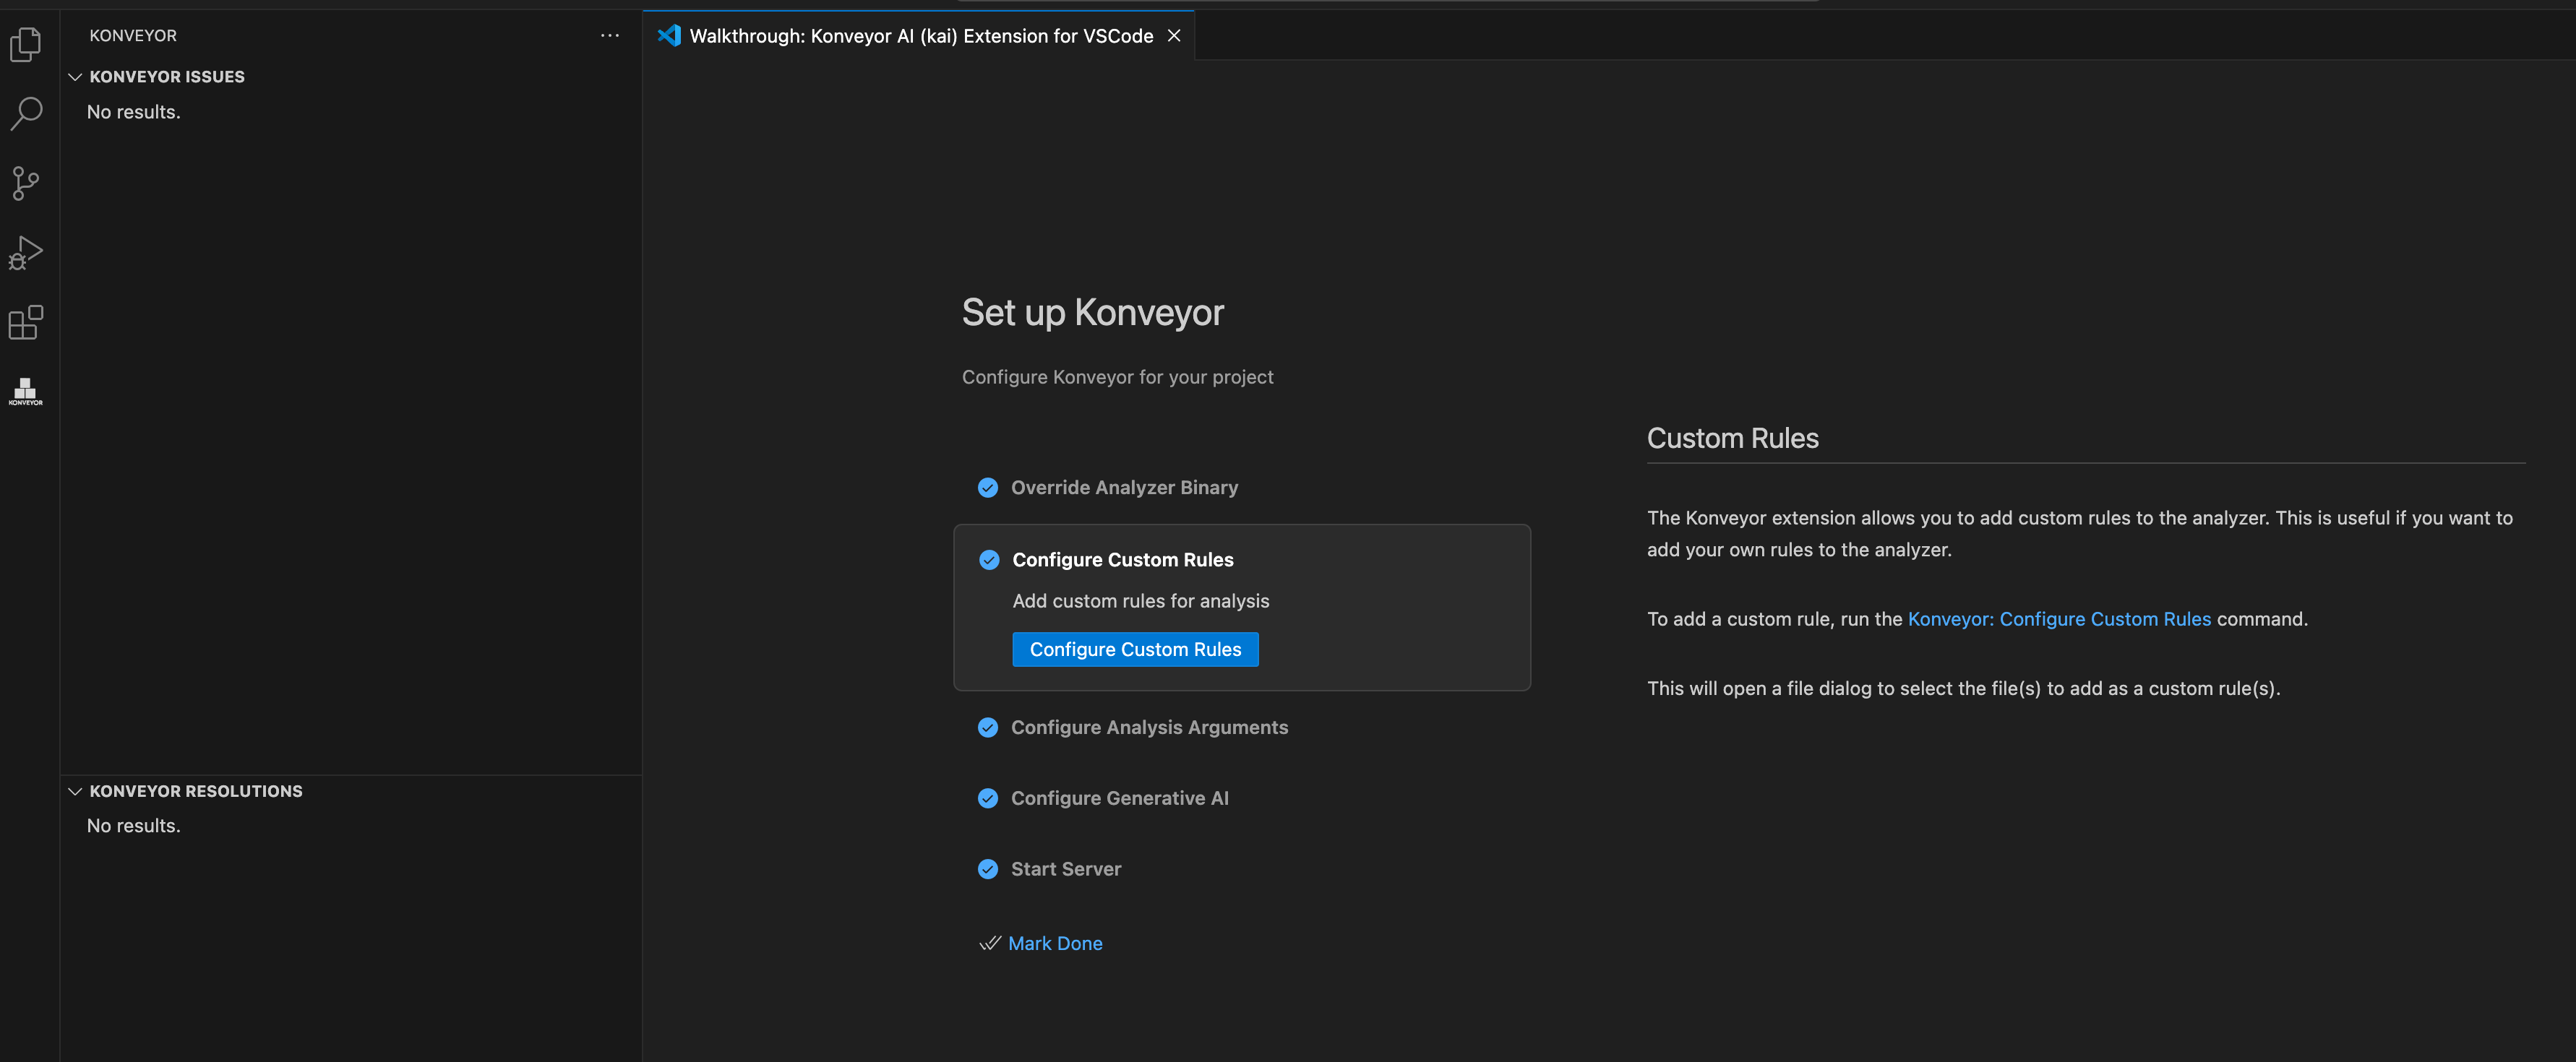 KONVEYOR
Walkthrough: Konveyor AI (kai) Extension for VSCode
KONVEYOR ISSUES
No results.
KONVEYOR
KONVEYOR RESOLUTIONS
No results.
Set up Konveyor
Configure Konveyor for your project
Override Analyzer Binary
Configure Custom Rules
Add custom rules for analysis
Configure Custom Rules
Configure Analysis Arguments
Configure Generative AI
Start Server
Mark Done
Custom Rules
The Konveyor extension allows you to add custom rules to the analyzer. This is useful if you want to
add your own rules to the analyzer.
To add a custom rule, run the Konveyor: Configure Custom Rules command.
This will open a file dialog to select the file(s) to add as a custom rule(s).